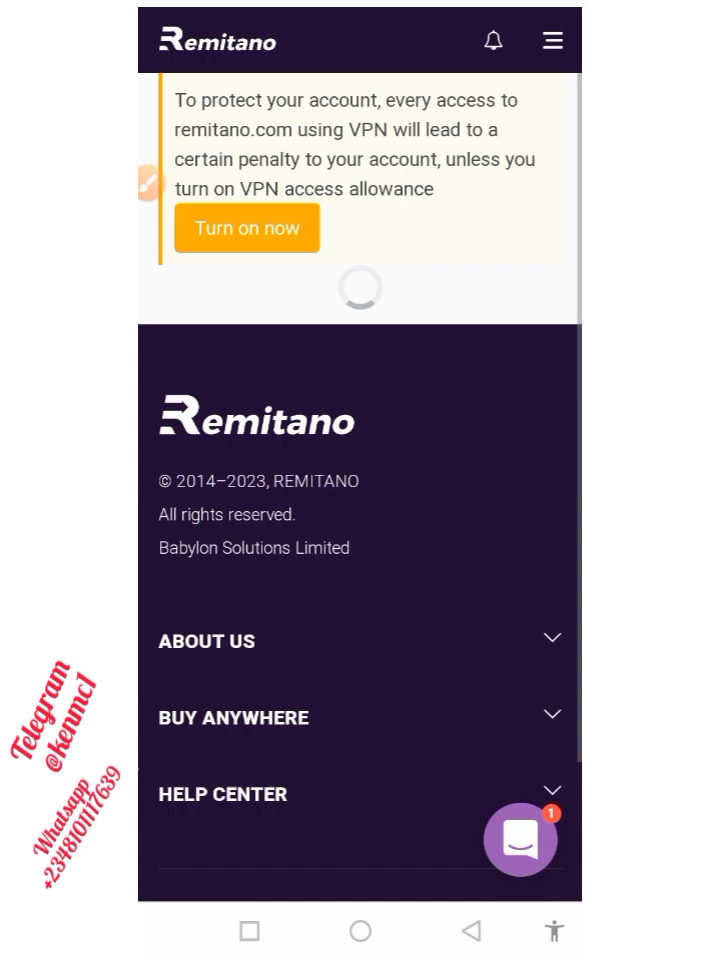 Remitano
To protect your account, every access to
remitano.com using VPN will lead to a
certain penalty to your account, unless you
turn on VPN access allowance
Turn on now
Remitano
© 2014–2023, REMITANO
All rights reserved.
Babylon Solutions Limited
ABOUT US
BUY ANYWHERE
HELP CENTER
1
Telegram
@kenmc1
Whatsapp
+2348101117639